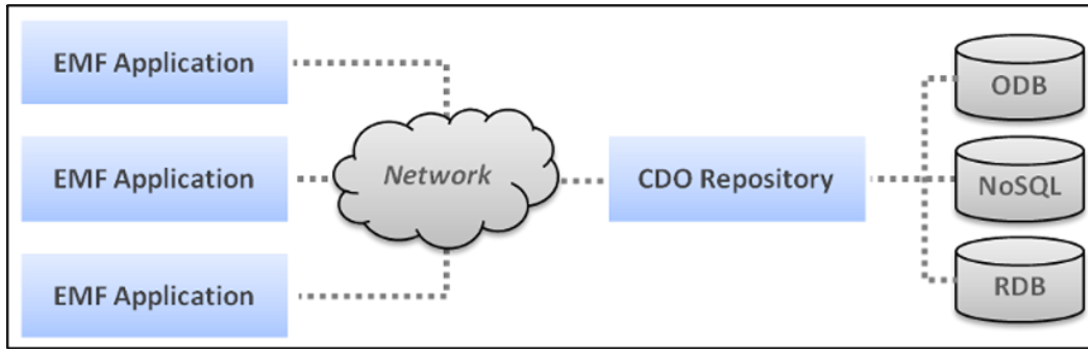 EMF Application
ODB
EMF Application
Network
CDO Repository
NoSQL
EMF Application
RDB